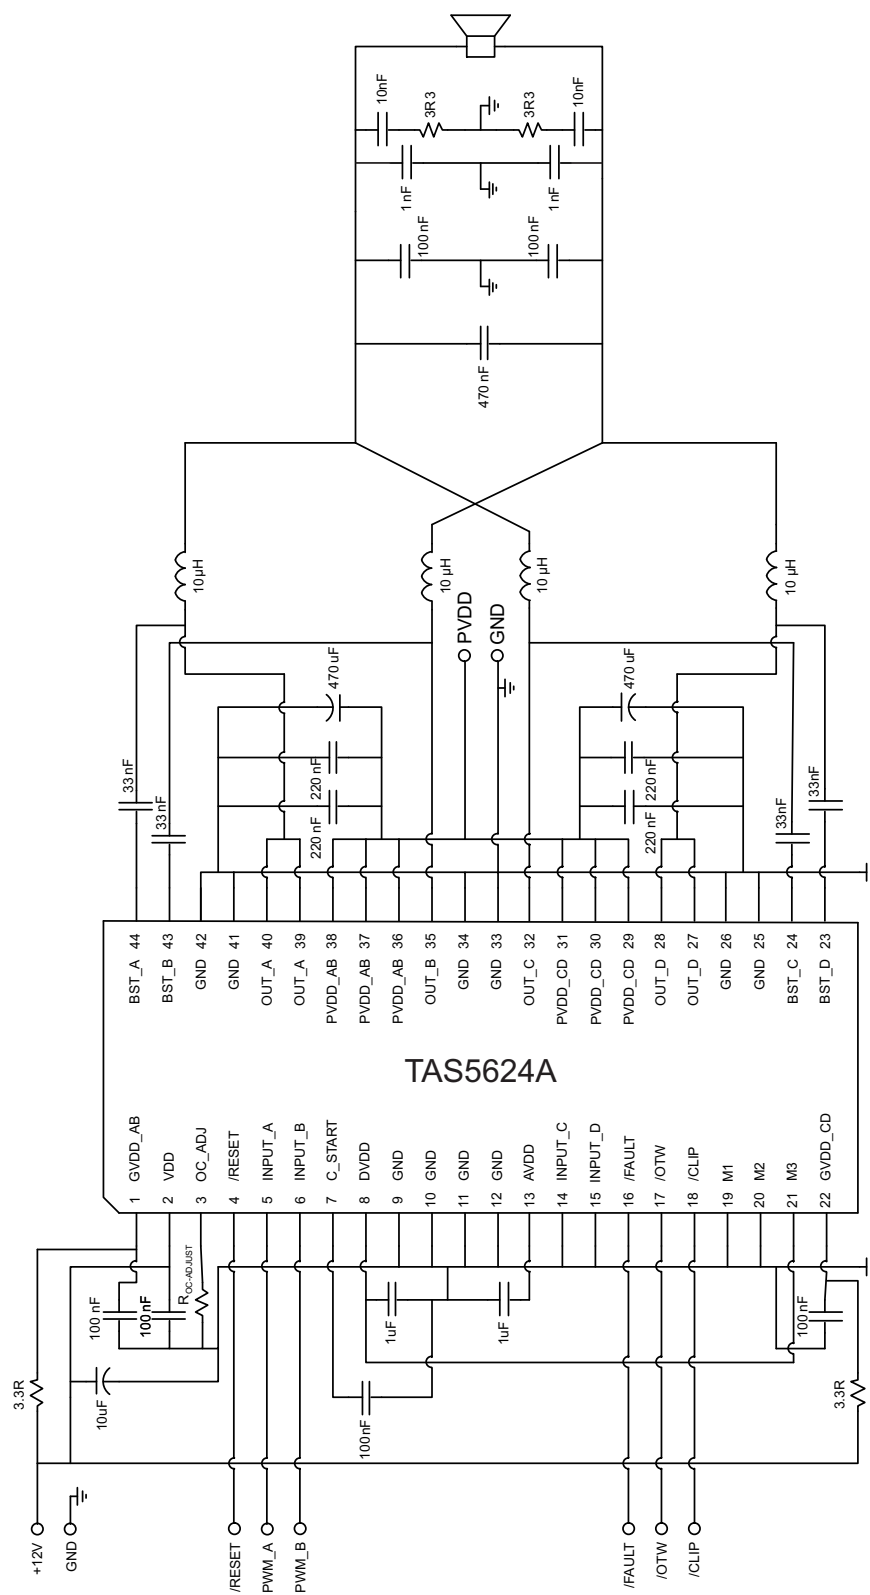 10nF
3R3
3R3
10nF
1nF
1nF
100nF
100nF
470 nF
10 µH
10 µH
10 µH
10 µH
PVDD
GND
470 uF
470 uF
33nF
33nF
220 nF
220 nF
220 nF
220 nF
33nF
33nF
BST_A 44
BST_B 43
GND 42
GND 41
OUT_A 40
OUT_A 39
PVDD_AB 38
PVDD_AB 37
PVDD_AB 36
OUT_B 35
GND 34
GND 33
OUT_C 32
PVDD_CD 31
PVDD_CD 30
PVDD_CD 29
OUT_D 28
OUT_D 27
GND 26
GND 25
BST_C 24
BST_D 23
TAS5624A
1 GVDD_AB
2 VDD
3 OC_ADJ
4 /RESET
5 INPUT_A
6 INPUT_B
7 C_START
8 DVDD
9 GND
10 GND
11 GND
12 GND
13 AVDD
14 INPUT_C
15 INPUT_D
16 /FAULT
17 /OTW
18 /CLIP
19 M1
20 M2
21 M3
22 GVDD_CD
100 nF
100nF
ROC-ADJUST
1uF
1uF
100nF
3.3R
10uF
100nF
3.3R
+12V
GND
/RESET
PWM_A
PWM_B
/FAULT
/OTW
/CLIP